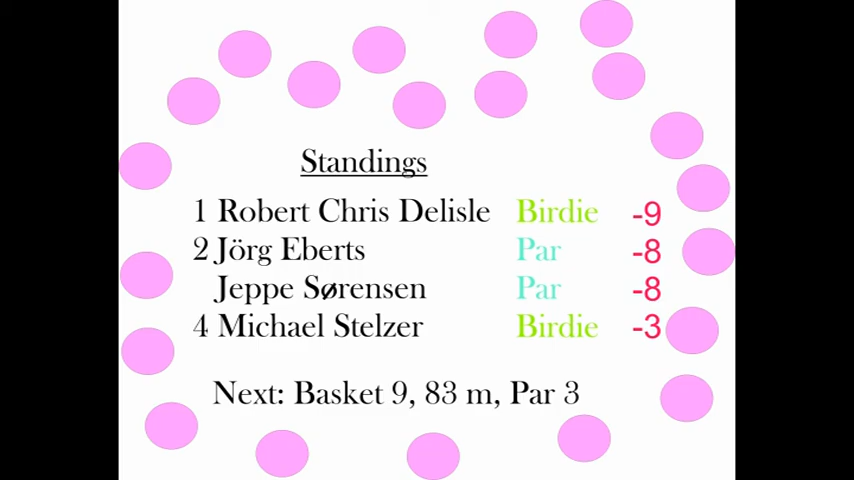 Standings
1 Robert Chris Delisle Birdie -9
2 Jörg Eberts Par -8
Jeppe Sørensen Par -8
4 Michael Stelzer Birdie -3
Next: Basket 9, 83 m, Par 3